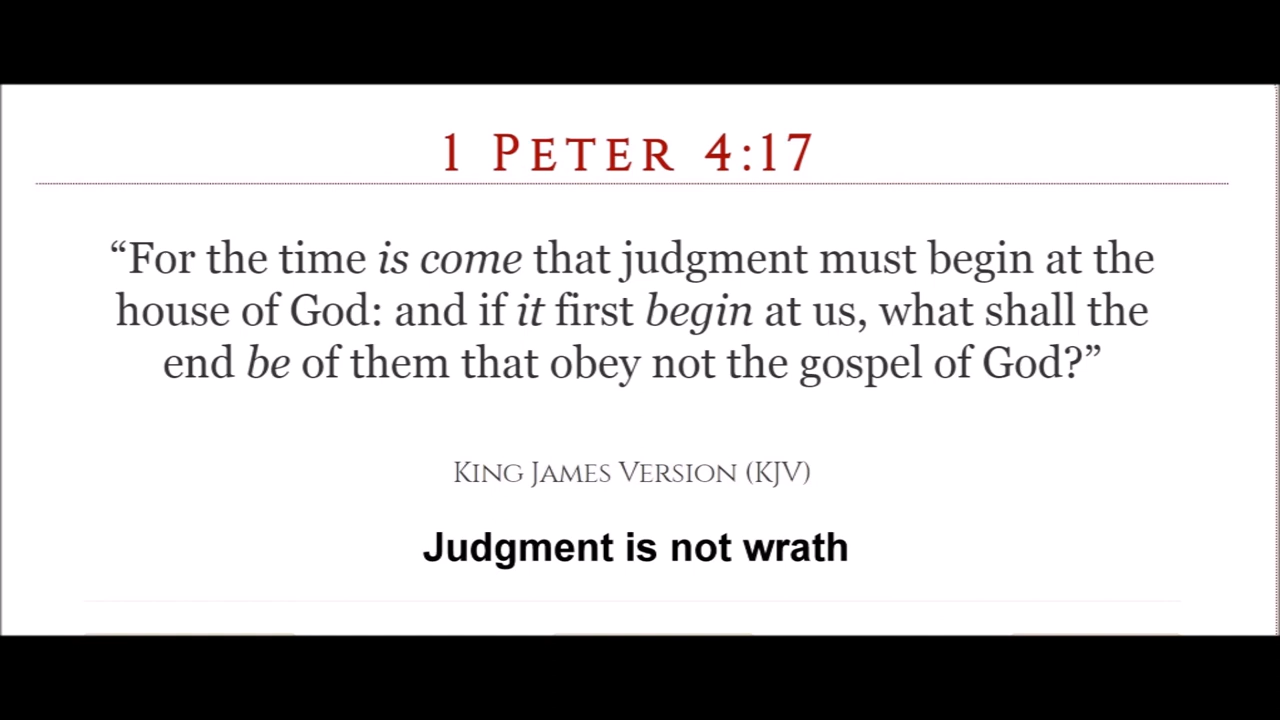 1 PETER 4:17
“For the time is come that judgment must begin at the
house of God: and if it first begin at us, what shall the
end be of them that obey not the gospel of God?”
KING JAMES VERSION (KJV)
Judgment is not wrath